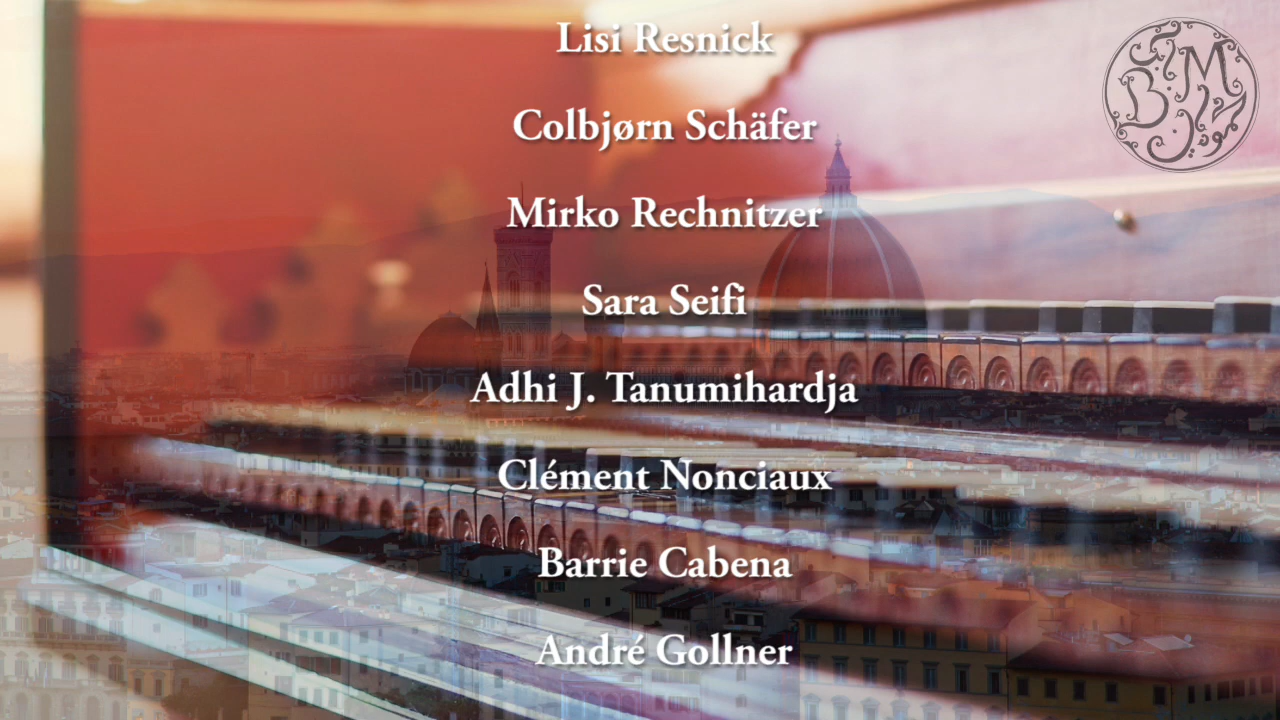 Lisi Resnick
Colbjørn Schäfer
Mirko Rechnitzer
Sara Seifi
Adhi J. Tanumihardja
Clément Nonciaux
Barrie Cabena
André Gollner